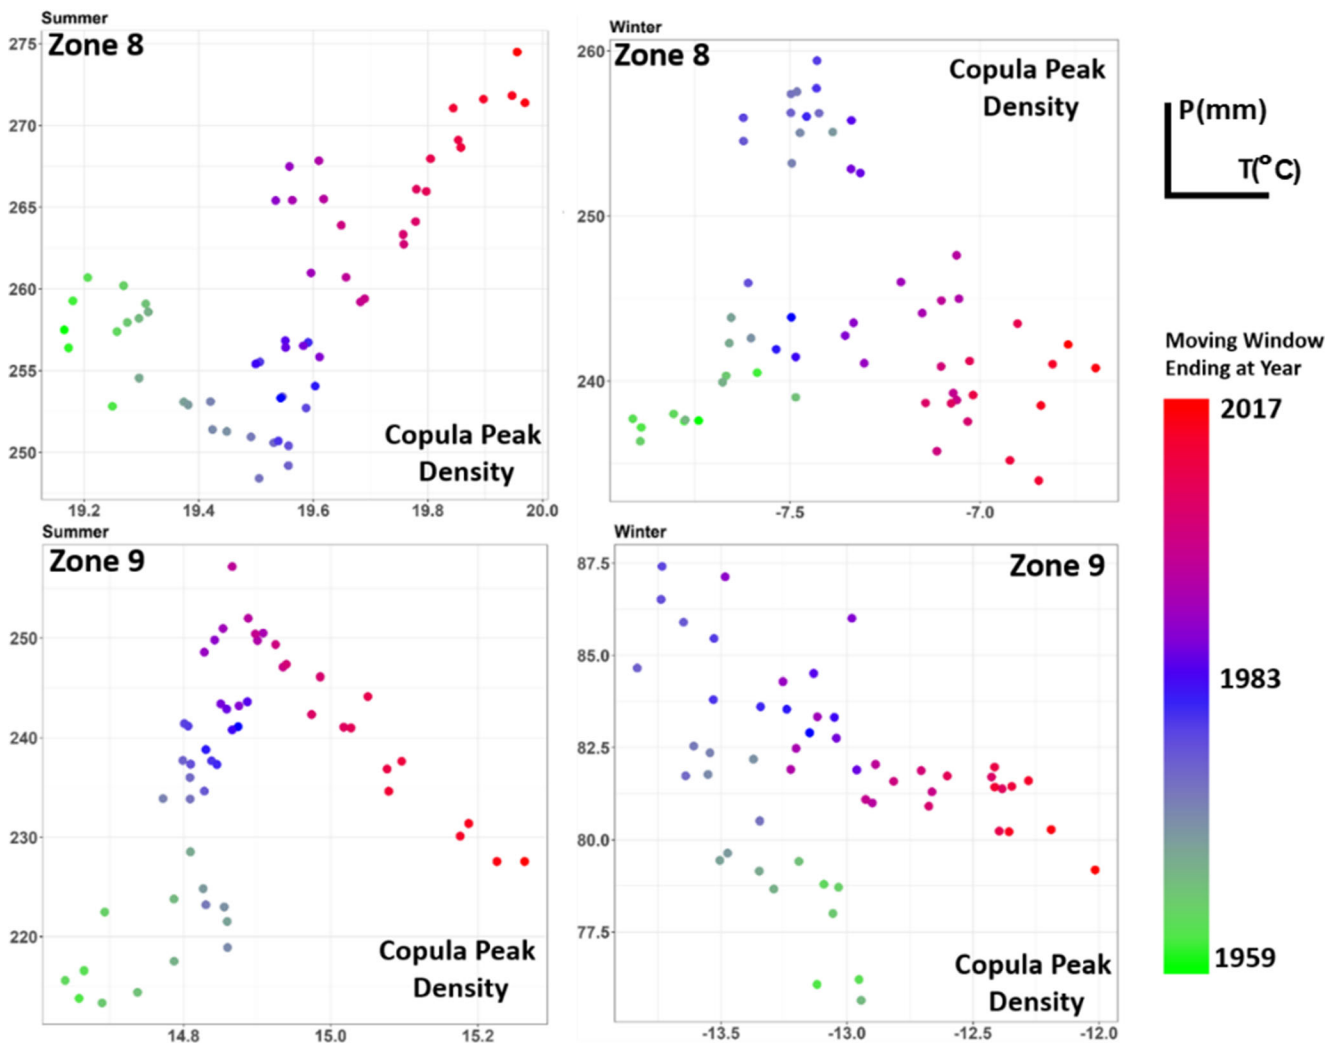 Summer
Zone 8
275
270
265
260
255
250
Copula Peak
Density
19.2 19.4 19.6 19.8 20.0
Winter
Zone 8
Copula Peak
Density
260
250
240
-7.5 -7.0
P(mm)
T(°C)
Moving Window
Ending at Year
2017
1983
1959
Summer
Zone 9
250
240
230
220
Copula Peak
Density
14.8 15.0 15.2
Winter
Zone 9
87.5
85.0
82.5
80.0
77.5
Copula Peak
Density
-13.5 -13.0 -12.5 -12.0